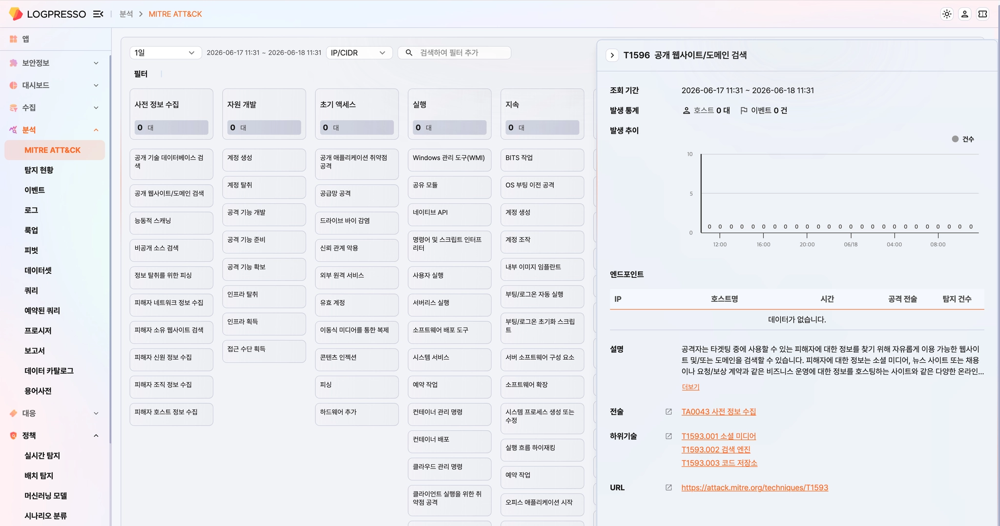 LOGPRESSO
분석 > MITRE ATT&CK
앱
보안정보
대시보드
수집
분석
MITRE ATT&CK
탐지 현황
이벤트
로그
룩업
피벗
데이터셋
쿼리
예약된 쿼리
프로시저
보고서
데이터 카탈로그
용어사전
대응
정책
실시간 탐지
배치 탐지
머신러닝 모델
시나리오 분류
1일
2026-06-17 11:31 ~ 2026-06-18 11:31
IP/CIDR
검색하여 필터 추가
필터
사전 정보 수집
0 대
공개 기술 데이터베이스 검
색
공개 웹사이트/도메인 검색
능동적 스캐닝
비공개 소스 검색
정보 탈취를 위한 피싱
피해자 네트워크 정보 수집
피해자 소유 웹사이트 검색
피해자 신원 정보 수집
피해자 조직 정보 수집
피해자 호스트 정보 수집
자원 개발
0 대
계정 생성
계정 탈취
공격 기능 개발
공격 기능 준비
공격 기능 확보
인프라 탈취
인프라 획득
접근 수단 획득
초기 액세스
0 대
공개 애플리케이션 취약점
공격
공급망 공격
드라이브 바이 감염
신뢰 관계 악용
외부 원격 서비스
유효 계정
이동식 미디어를 통한 복제
콘텐츠 인젝션
피싱
하드웨어 추가
실행
0 대
Windows 관리 도구(WMI)
공유 모듈
네이티브 API
명령어 및 스크립트 인터프
리터
사용자 실행
서버리스 실행
소프트웨어 배포 도구
시스템 서비스
예약 작업
컨테이너 관리 명령
컨테이너 배포
클라우드 관리 명령
클라이언트 실행을 위한 취
약점 공격
지속
0 대
BITS 작업
OS 부팅 이전 공격
계정 생성
계정 조작
내부 이미지 임플란트
부팅/로그온 자동 실행
부팅/로그온 초기화 스크립
트
서버 소프트웨어 구성 요소
소프트웨어 확장
시스템 프로세스 생성 또는
수정
실행 흐름 하이재킹
예약 작업
오피스 애플리케이션 시작
T1596 공개 웹사이트/도메인 검색
조회 기간 2026-06-17 11:31 ~ 2026-06-18 11:31
발생 통계 호스트 0 대 이벤트 0 건
발생 추이
건수
10
5
0
0 0 0 0 0 0 0 0 0 0 0 0 0 0 0 0 0 0 0 0 0 0 0 0 0
12:00 16:00 20:00 06/18 04:00 08:00
엔드포인트
IP 호스트명 시간 공격 전술 탐지 건수
데이터가 없습니다.
설명 공격자는 타겟팅 중에 사용할 수 있는 피해자에 대한 정보를 찾기 위해 자유롭게 이용 가능한 웹사이
트 및/또는 도메인을 검색할 수 있습니다. 피해자에 대한 정보는 소셜 미디어, 뉴스 사이트 또는 채용
이나 요청/보상 계약과 같은 비즈니스 운영에 대한 정보를 호스팅하는 사이트와 같은 다양한 온라인...
더보기
전술 TA0043 사전 정보 수집
하위기술 T1593.001 소셜 미디어
T1593.002 검색 엔진
T1593.003 코드 저장소
URL https://attack.mitre.org/techniques/T1593